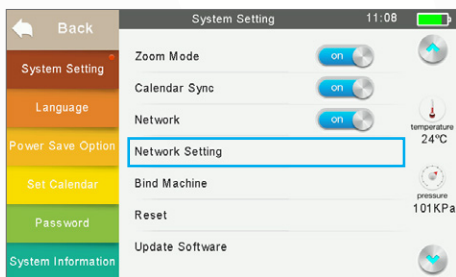 Back
System Setting
11:08
System Setting
Language
Power Save Option
Set Calendar
Password
System Information
Zoom Mode
on
Calendar Sync
on
Network
on
Network Setting
Bind Machine
Reset
Update Software
temperature
24°C
pressure
101KPa